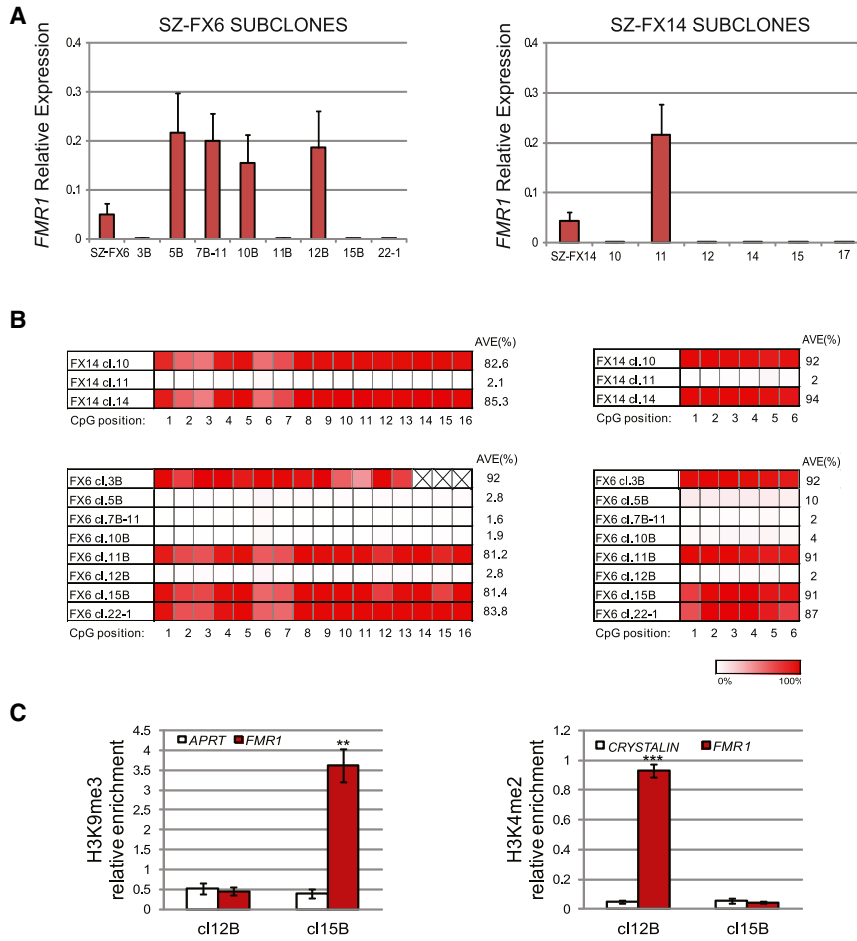 A
SZ-FX6 SUBCLONES
FMR1 Relative Expression
0.4
0.3
0.2
0.1
0
SZ-FX6 3B 5B 7B-11 10B 11B 12B 15B 22-1
SZ-FX14 SUBCLONES
FMR1 Relative Expression
0.4
0.3
0.2
0.1
0
SZ-FX14 10 11 12 14 15 17
B
AVE(%)
FX14 cl.10 82.6
FX14 cl.11 2.1
FX14 cl.14 85.3
CpG position: 1 2 3 4 5 6 7 8 9 10 11 12 13 14 15 16
AVE(%)
FX14 cl.10 92
FX14 cl.11 2
FX14 cl.14 94
CpG position: 1 2 3 4 5 6
AVE(%)
FX6 cl.3B 92
FX6 cl.5B 2.8
FX6 cl.7B-11 1.6
FX6 cl.10B 1.9
FX6 cl.11B 81.2
FX6 cl.12B 2.8
FX6 cl.15B 81.4
FX6 cl.22-1 83.8
CpG position: 1 2 3 4 5 6 7 8 9 10 11 12 13 14 15 16
AVE(%)
FX6 cl.3B 92
FX6 cl.5B 10
FX6 cl.7B-11 2
FX6 cl.10B 4
FX6 cl.11B 91
FX6 cl.12B 2
FX6 cl.15B 91
FX6 cl.22-1 87
CpG position: 1 2 3 4 5 6
0% 100%
C
H3K9me3
relative enrichment
4.5
4
3.5
3
2.5
2
1.5
1
0.5
0
APRT FMR1
**
cl12B cl15B
H3K4me2
relative enrichment
1.2
1
0.8
0.6
0.4
0.2
0
CRYSTALIN FMR1
***
cl12B cl15B